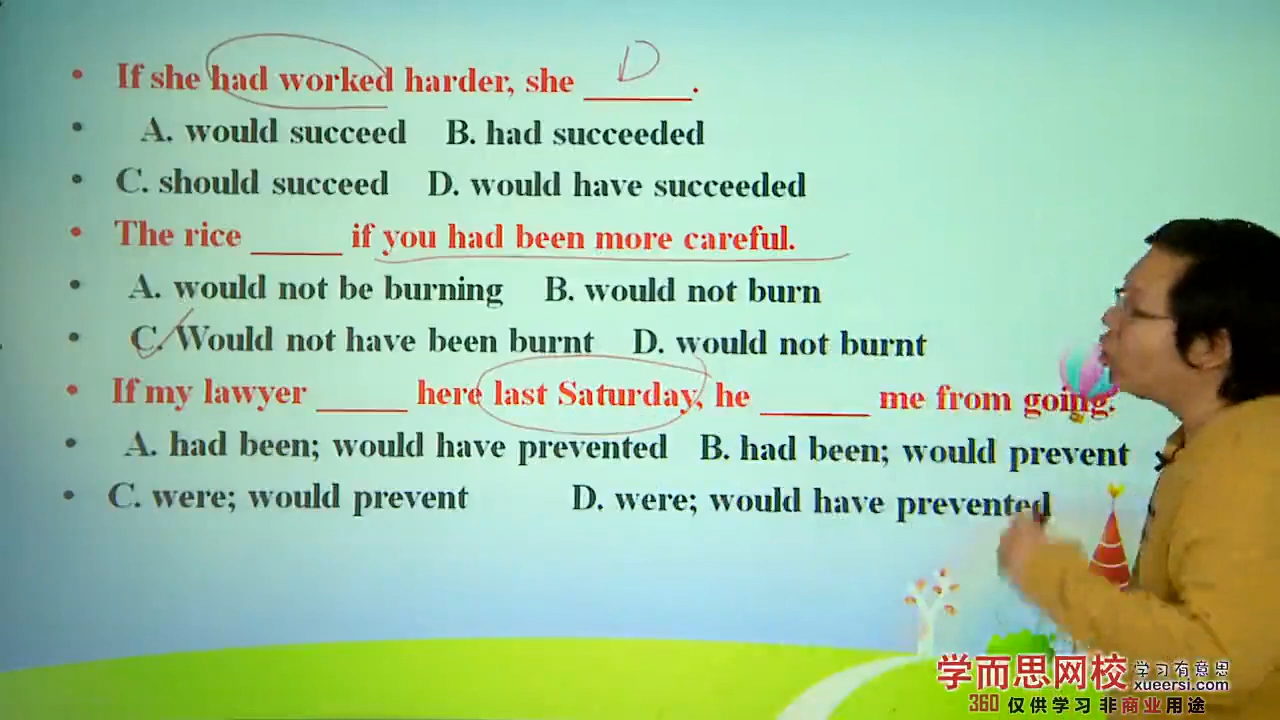 • If she had worked harder, she ______. D
• A. would succeed B. had succeeded
• C. should succeed D. would have succeeded
• The rice _____ if you had been more careful.
• A. would not be burning B. would not burn
• C. Would not have been burnt D. would not burnt
• If my lawyer _____ here last Saturday, he ______ me from going.
• A. had been; would have prevented B. had been; would prevent
• C. were; would prevent D. were; would have prevented
学而思网校 学习有意思
xueersi.com
360 仅供学习 非商业用途